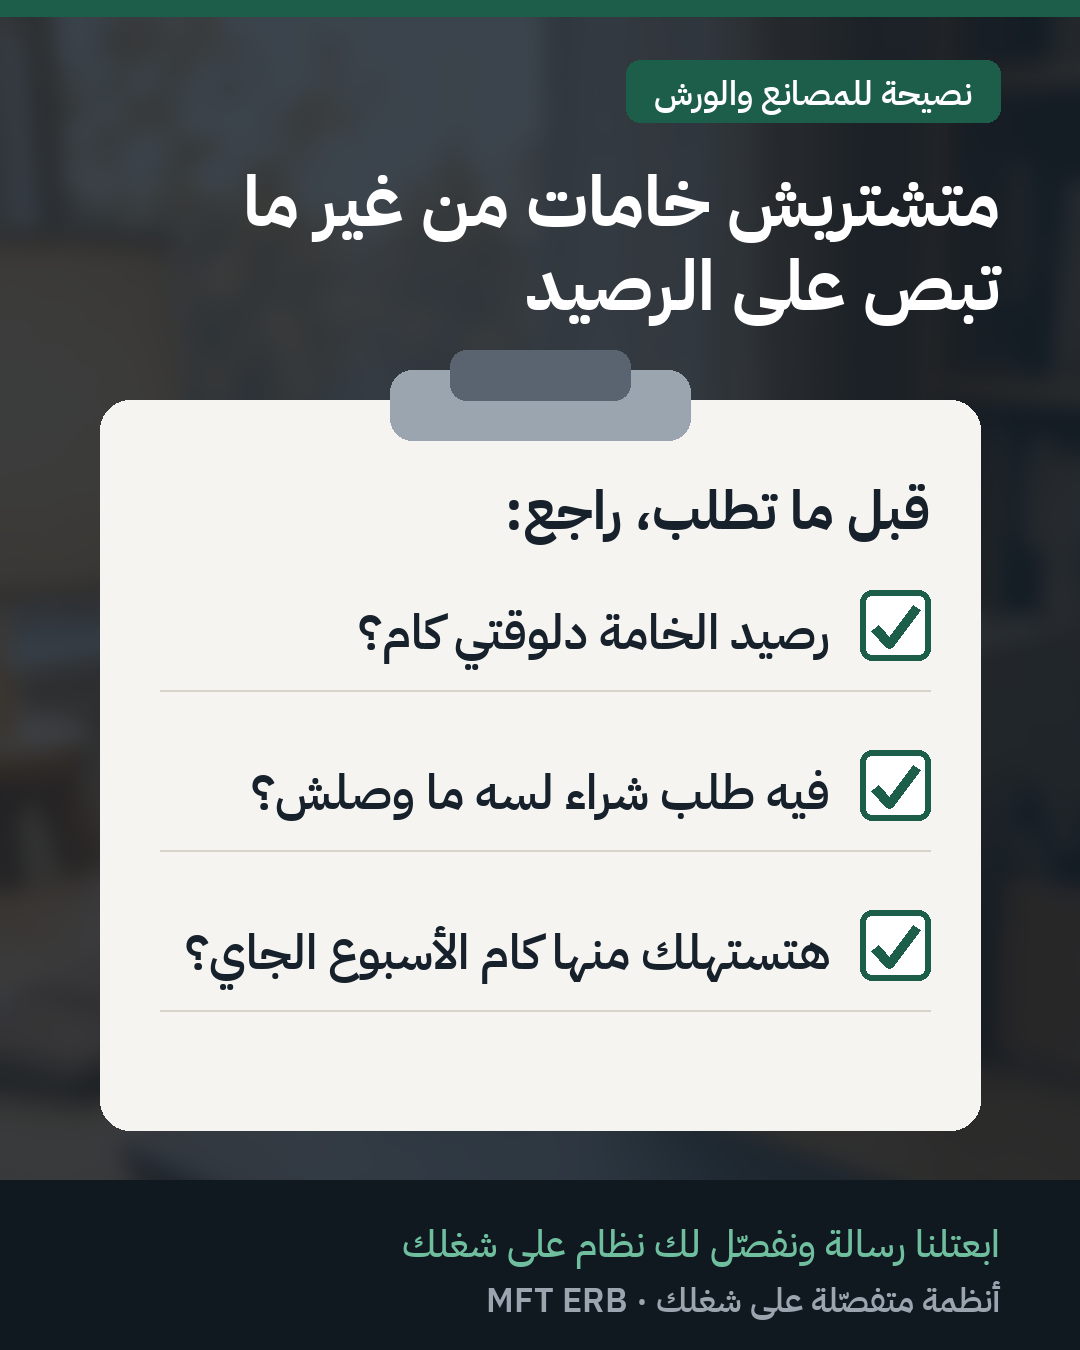 نصيحة للمصانع والورش
متشتريش خامات من غير ما
تبص على الرصيد
قبل ما تطلب، راجع:
رصيد الخامة دلوقتي كام؟
فيه طلب شراء لسه ما وصلش؟
هتستهلك منها كام الأسبوع الجاي؟
ابعتلنا رسالة ونفصّل لك نظام على شغلك
أنظمة متفصّلة على شغلك · MFT ERB